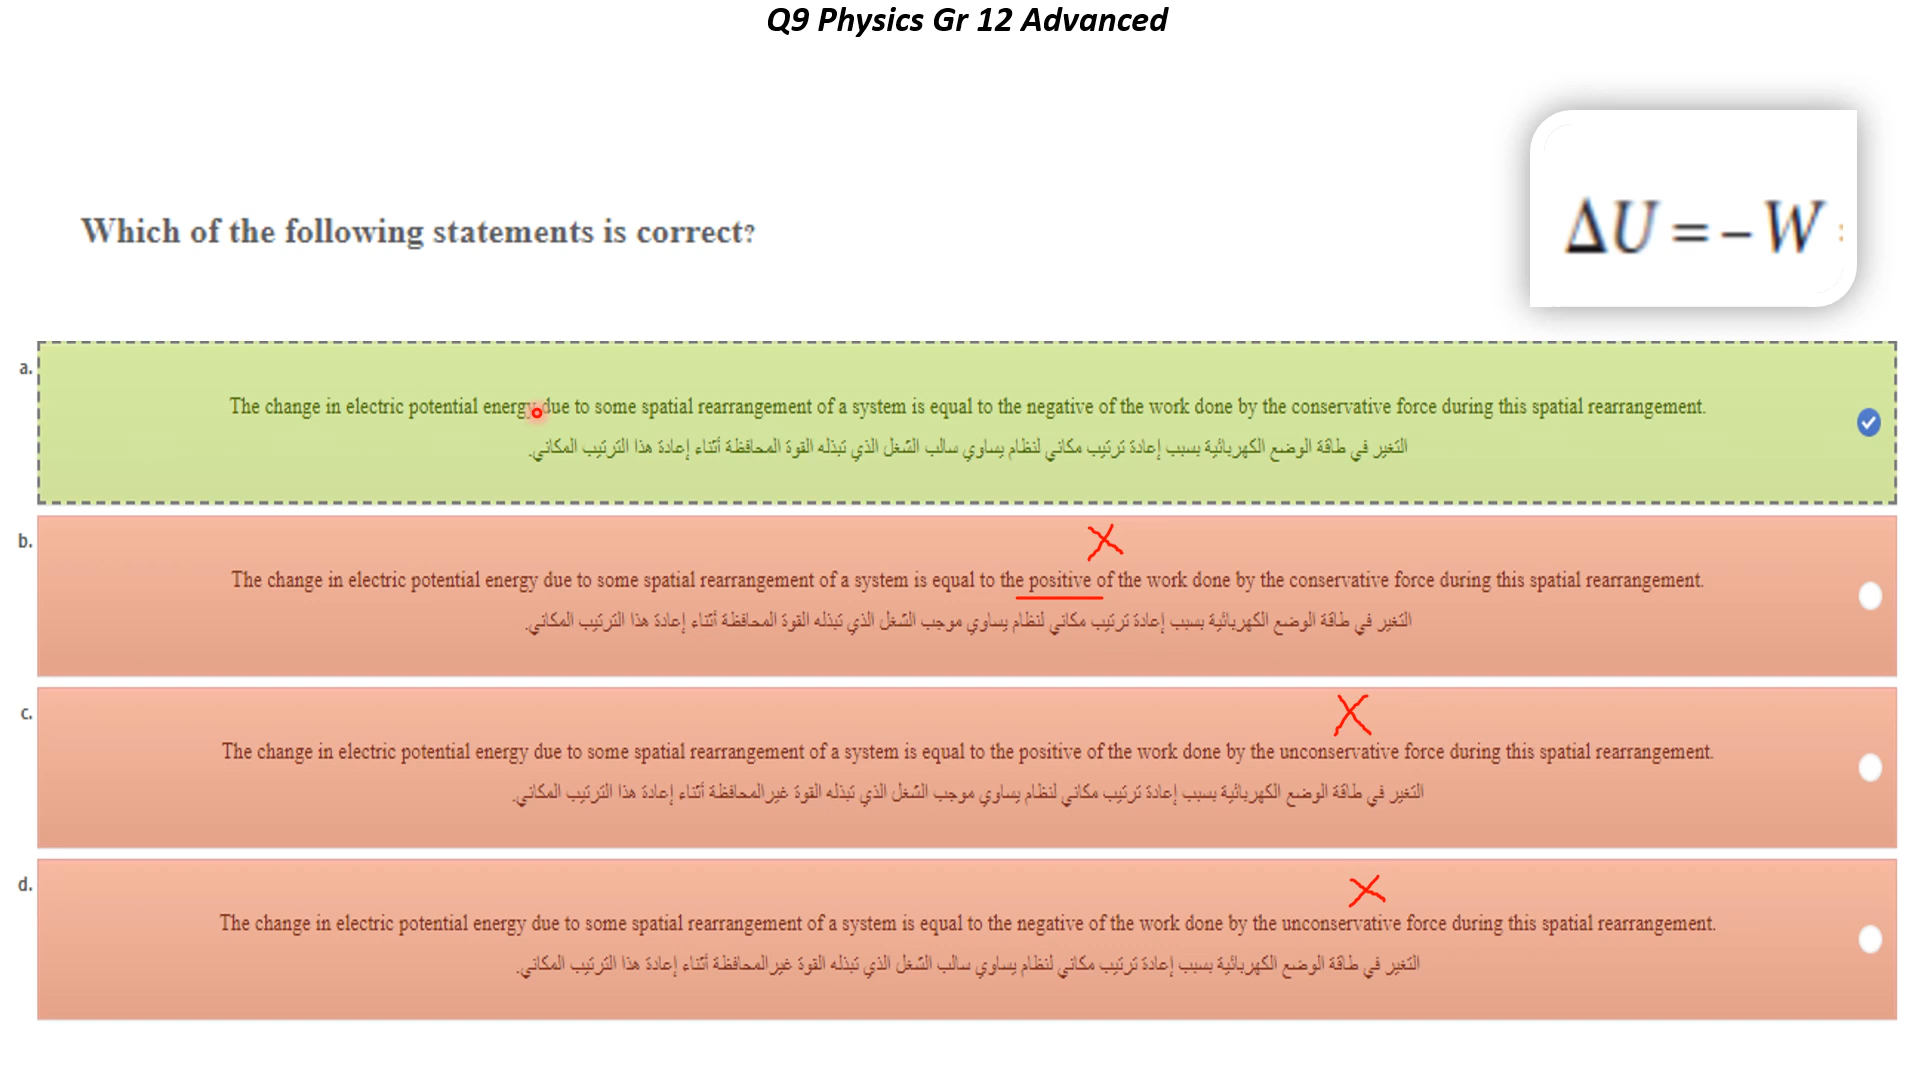 Q9 Physics Gr 12 Advanced
Which of the following statements is correct?
ΔU = – W
a.
The change in electric potential energy due to some spatial rearrangement of a system is equal to the negative of the work done by the conservative force during this spatial rearrangement.
التغير في طاقة الوضع الكهربائية بسبب إعادة ترتيب مكاني لنظام يساوي سالب الشغل الذي تبذله القوة المحافظة أثناء إعادة هذا الترتيب المكاني.
b.
The change in electric potential energy due to some spatial rearrangement of a system is equal to the positive of the work done by the conservative force during this spatial rearrangement.
التغير في طاقة الوضع الكهربائية بسبب إعادة ترتيب مكاني لنظام يساوي موجب الشغل الذي تبذله القوة المحافظة أثناء إعادة هذا الترتيب المكاني.
c.
The change in electric potential energy due to some spatial rearrangement of a system is equal to the positive of the work done by the unconservative force during this spatial rearrangement.
التغير في طاقة الوضع الكهربائية بسبب إعادة ترتيب مكاني لنظام يساوي موجب الشغل الذي تبذله القوة غير المحافظة أثناء إعادة هذا الترتيب المكاني.
d.
The change in electric potential energy due to some spatial rearrangement of a system is equal to the negative of the work done by the unconservative force during this spatial rearrangement.
التغير في طاقة الوضع الكهربائية بسبب إعادة ترتيب مكاني لنظام يساوي سالب الشغل الذي تبذله القوة غير المحافظة أثناء إعادة هذا الترتيب المكاني.